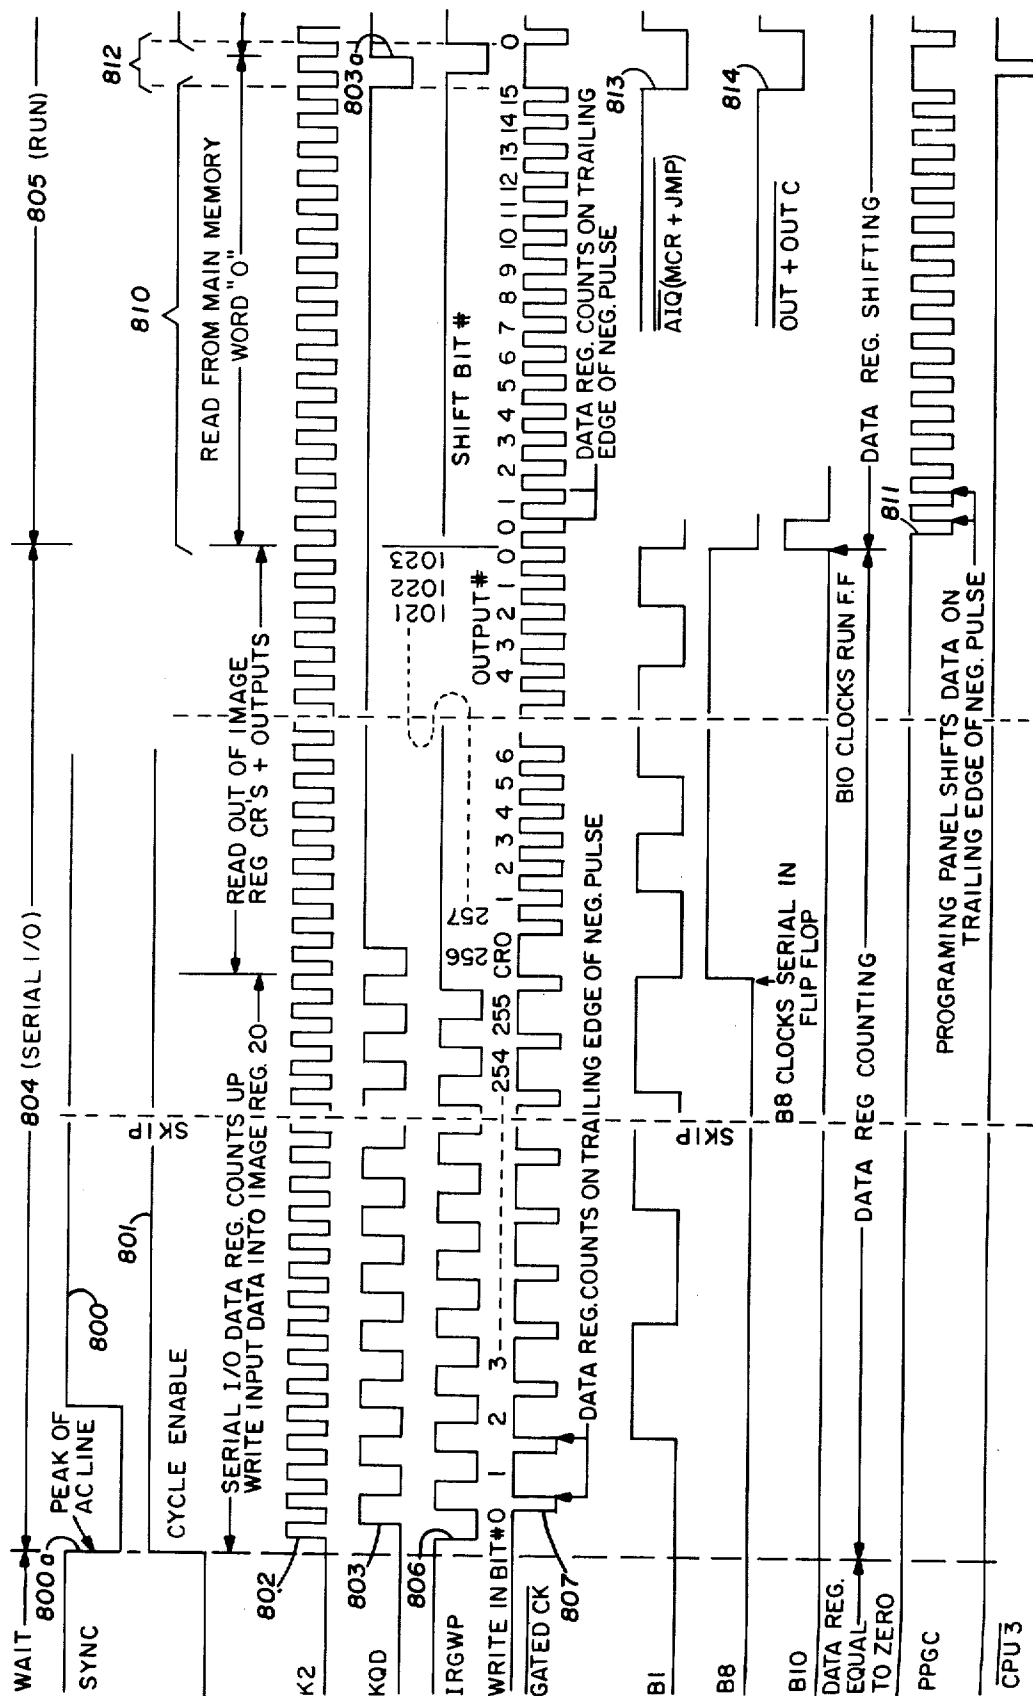 WAIT
804 (SERIAL I/O)
805 (RUN)
800a
PEAK OF
AC LINE
SYNC
800
801
SKIP
810
812
CYCLE ENABLE
SERIAL I/O DATA REG. COUNTS UP
WRITE INPUT DATA INTO IMAGE REG. 20
READ OUT OF IMAGE
REG CR'S + OUTPUTS
READ FROM MAIN MEMORY
WORD "0"
802
K2
803
KQD
803a
806
IRGWP
256
257
1021
1022
1023
OUTPUT #
SHIFT BIT #
WRITE IN BIT # 0 1 2 3 254 255 CR0 1 2 3 4 5 6 4 3 2 1 0 0 1 2 3 4 5 6 7 8 9 10 11 12 13 14 15 0
GATED CK
807
DATA REG. COUNTS ON TRAILING EDGE OF NEG. PULSE
DATA REG. COUNTS ON TRAILING
EDGE OF NEG. PULSE
B1
AIQ (MCR + JMP)
813
B8
SKIP
B8 CLOCKS SERIAL IN
FLIP FLOP
OUT + OUT C
814
B10
B10 CLOCKS RUN F.F
DATA REG.
EQUAL
TO ZERO
DATA REG COUNTING
DATA REG. SHIFTING
PPGC
811
PROGRAMING PANEL SHIFTS DATA ON
TRAILING EDGE OF NEG. PULSE
CPU 3